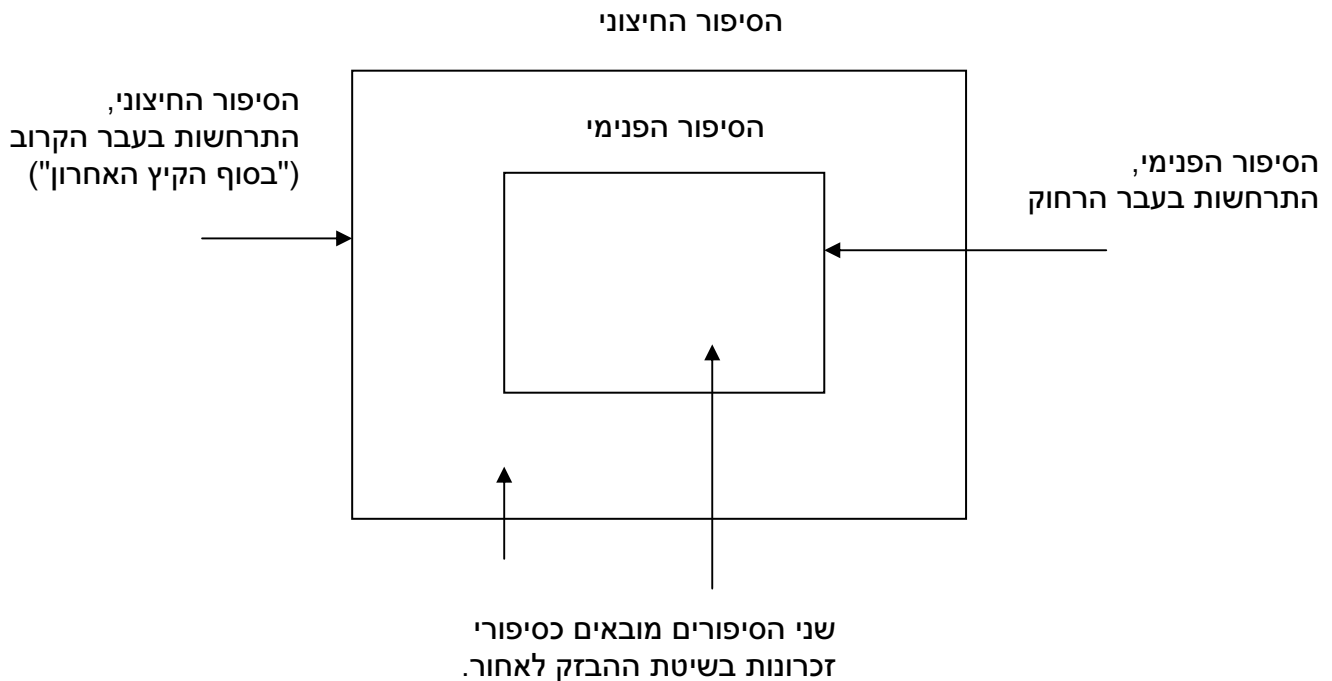 הסיפור החיצוני
הסיפור החיצוני,
התרחשות בעבר הקרוב
("בסוף הקיץ האחרון")
הסיפור הפנימי
הסיפור הפנימי,
התרחשות בעבר הרחוק
שני הסיפורים מובאים כסיפורי
זכרונות בשיטת ההבזק לאחור.